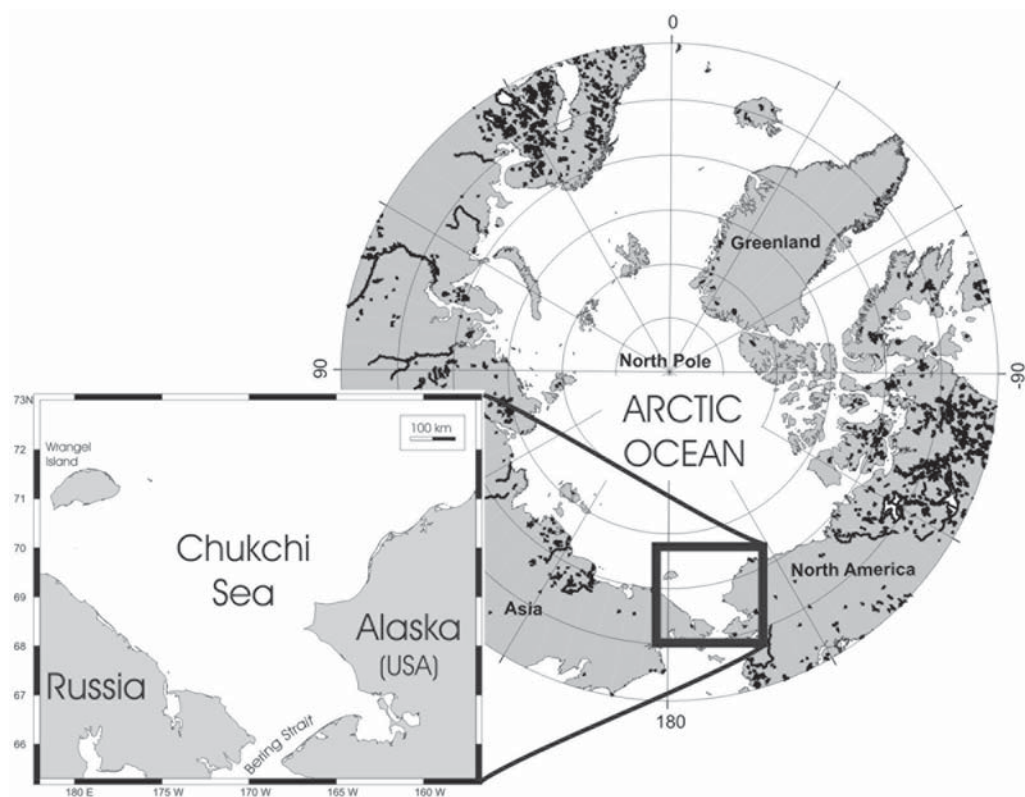 0
Greenland
North Pole
90
-90
ARCTIC
OCEAN
North America
Asia
180
73N
72
71
70
69
68
67
66
100 km
Wrangel
Island
Chukchi
Sea
Alaska
(USA)
Russia
Bering Strait
180 E
175 W
170 W
165 W
160 W